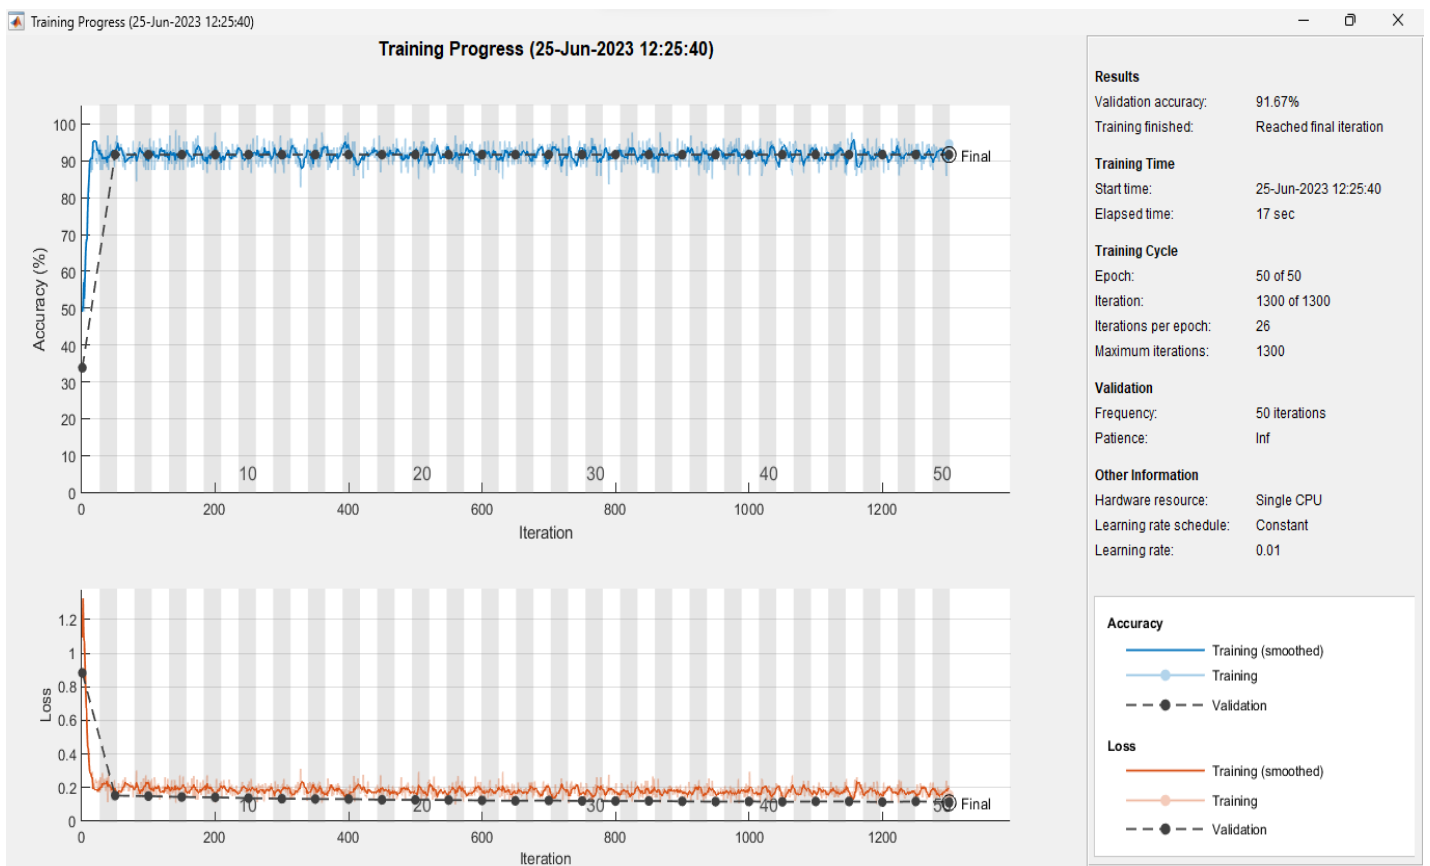 Training Progress (25-Jun-2023 12:25:40)
Training Progress (25-Jun-2023 12:25:40)
Accuracy (%)
100
90
80
70
60
50
40
30
20
10
0
10 20 30 40 50
Final
0 200 400 600 800 1000 1200
Iteration
Loss
1.2
1
0.8
0.6
0.4
0.2
0
10 20 30 40 50
Final
0 200 400 600 800 1000 1200
Iteration
Results
Validation accuracy: 91.67%
Training finished: Reached final iteration
Training Time
Start time: 25-Jun-2023 12:25:40
Elapsed time: 17 sec
Training Cycle
Epoch: 50 of 50
Iteration: 1300 of 1300
Iterations per epoch: 26
Maximum iterations: 1300
Validation
Frequency: 50 iterations
Patience: Inf
Other Information
Hardware resource: Single CPU
Learning rate schedule: Constant
Learning rate: 0.01
Accuracy
Training (smoothed)
Training
Validation
Loss
Training (smoothed)
Training
Validation